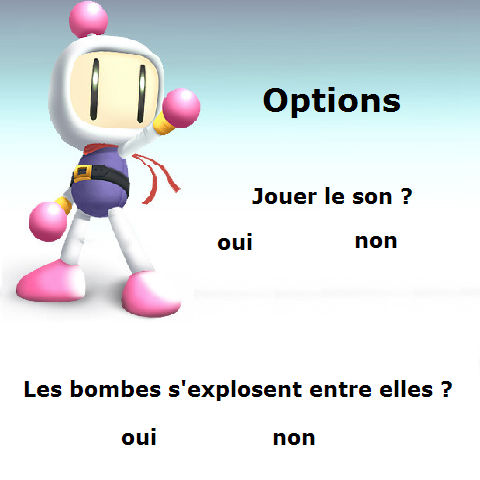 Options
Jouer le son ?
oui non
Les bombes s'explosent entre elles ?
oui non